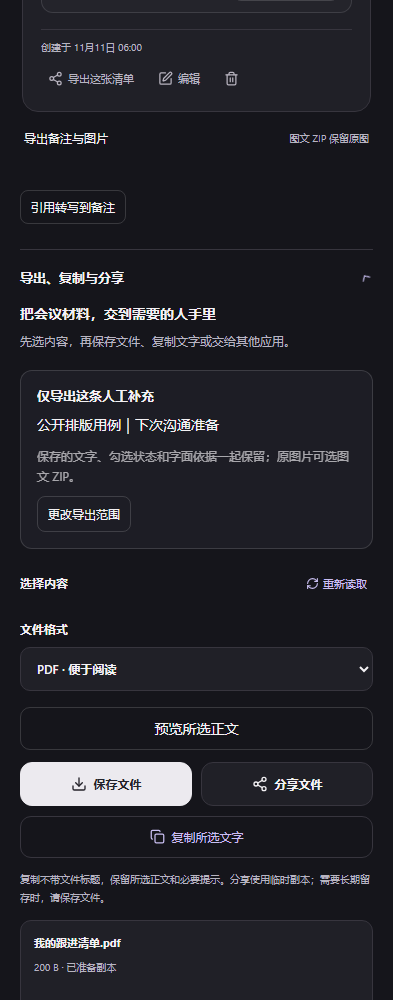 创建于 11月11日 06:00
导出这张清单 编辑
导出备注与图片 图文 ZIP 保留原图
引用转写到备注
导出、复制与分享
把会议材料，交到需要的人手里
先选内容，再保存文件、复制文字或交给其他应用。
仅导出这条人工补充
公开排版用例｜下次沟通准备
保存的文字、勾选状态和字面依据一起保留；原图片可选图
文 ZIP。
更改导出范围
选择内容 重新读取
文件格式
PDF · 便于阅读
预览所选正文
保存文件 分享文件
复制所选文字
复制不带文件标题，保留所选正文和必要提示。分享使用临时副本；需要长期留
存时，请保存文件。
我的跟进清单.pdf
200 B · 已准备副本